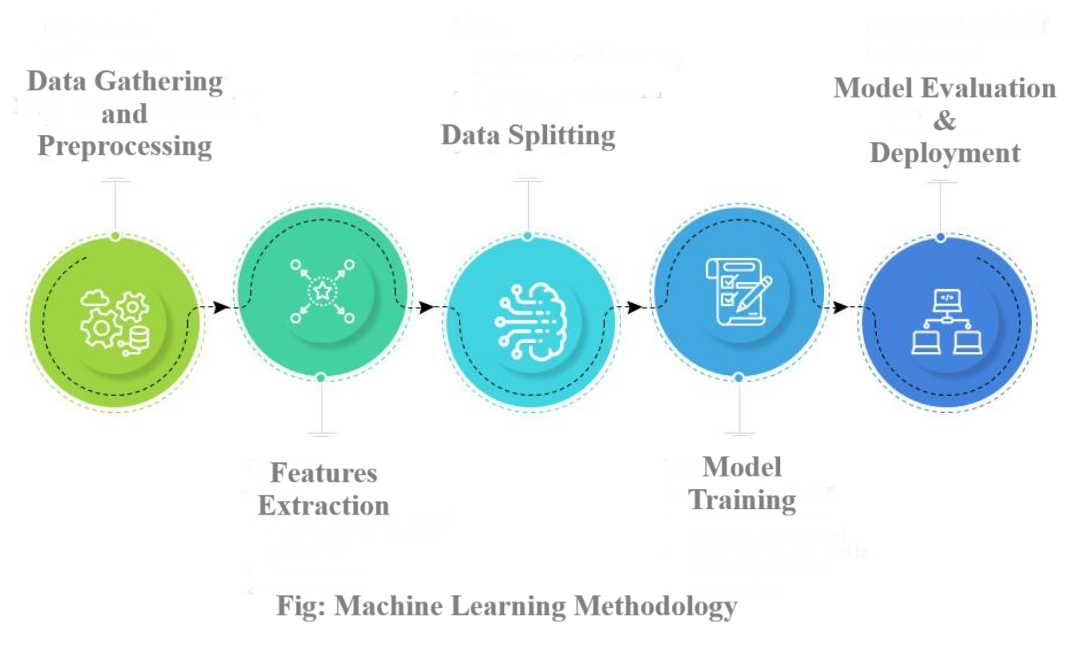 Data Gathering
and
Preprocessing
Features
Extraction
Data Splitting
Model
Training
Model Evaluation
&
Deployment
</>
Fig: Machine Learning Methodology